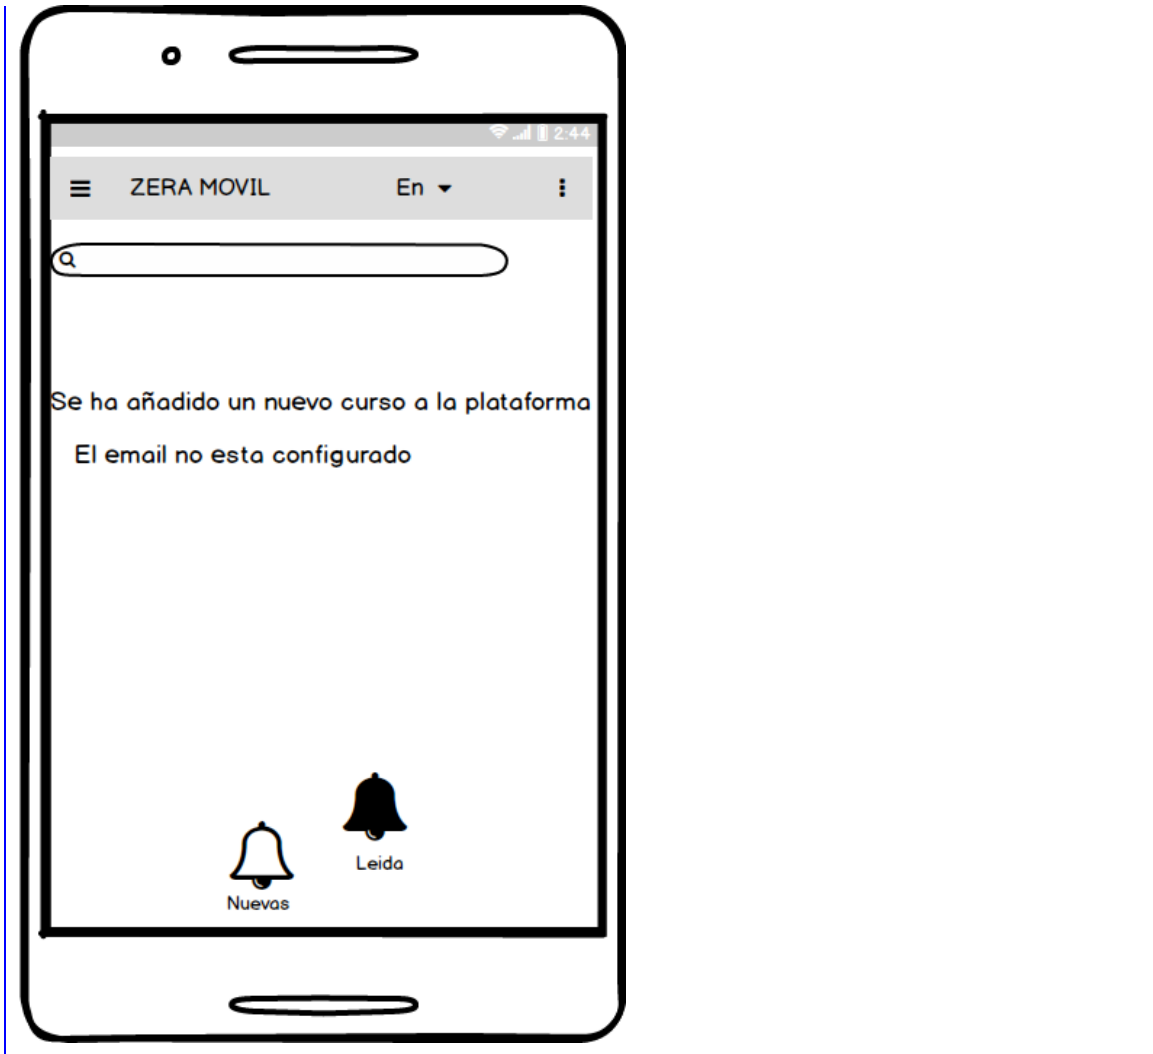 2:44
ZERA MOVIL En
Se ha añadido un nuevo curso a la plataforma
El email no esta configurado
Leida
Nuevas